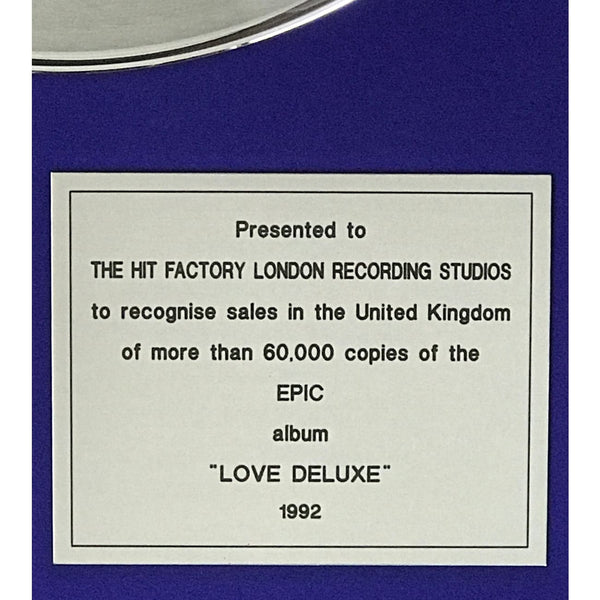 Presented to
THE HIT FACTORY LONDON RECORDING STUDIOS
to recognise sales in the United Kingdom
of more than 60,000 copies of the
EPIC
album
"LOVE DELUXE"
1992